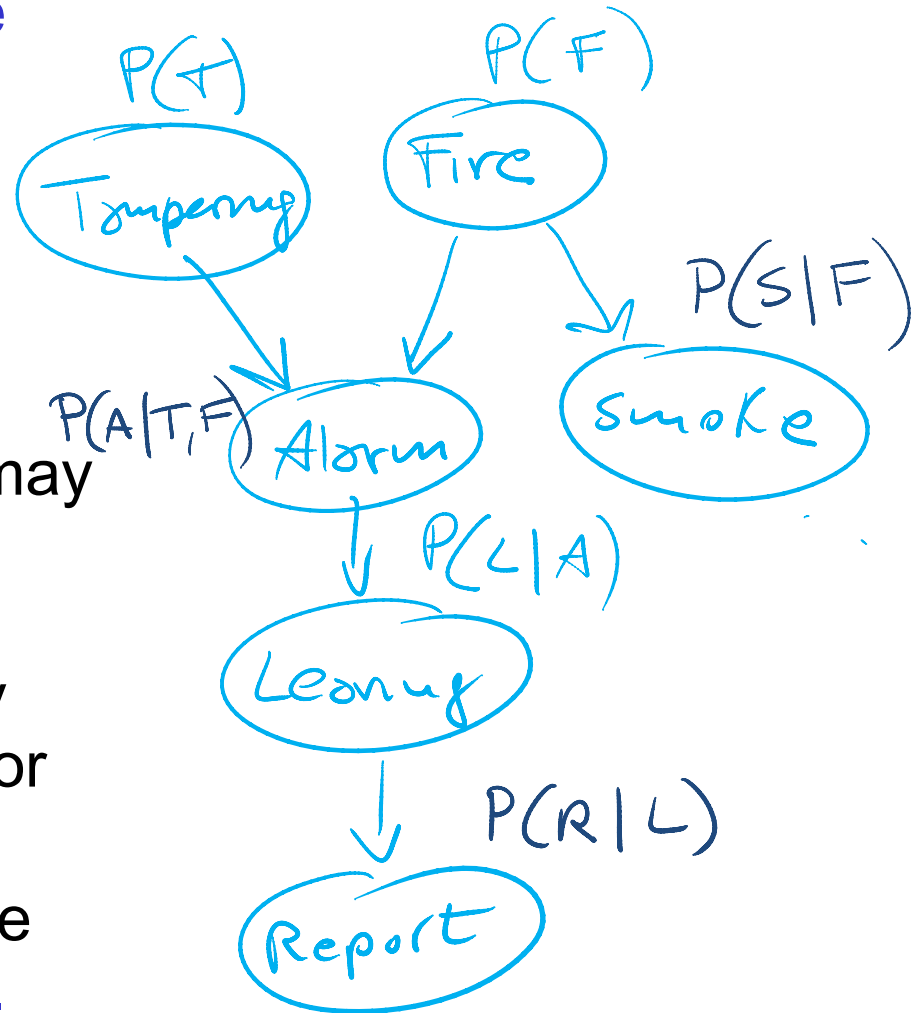 e
P(T) P(F)
Tampering Fire
P(S|F)
P(A|T,F) Alarm smoke
may
P(L|A)
Leaving
y
or
P(R|L)
e
Report